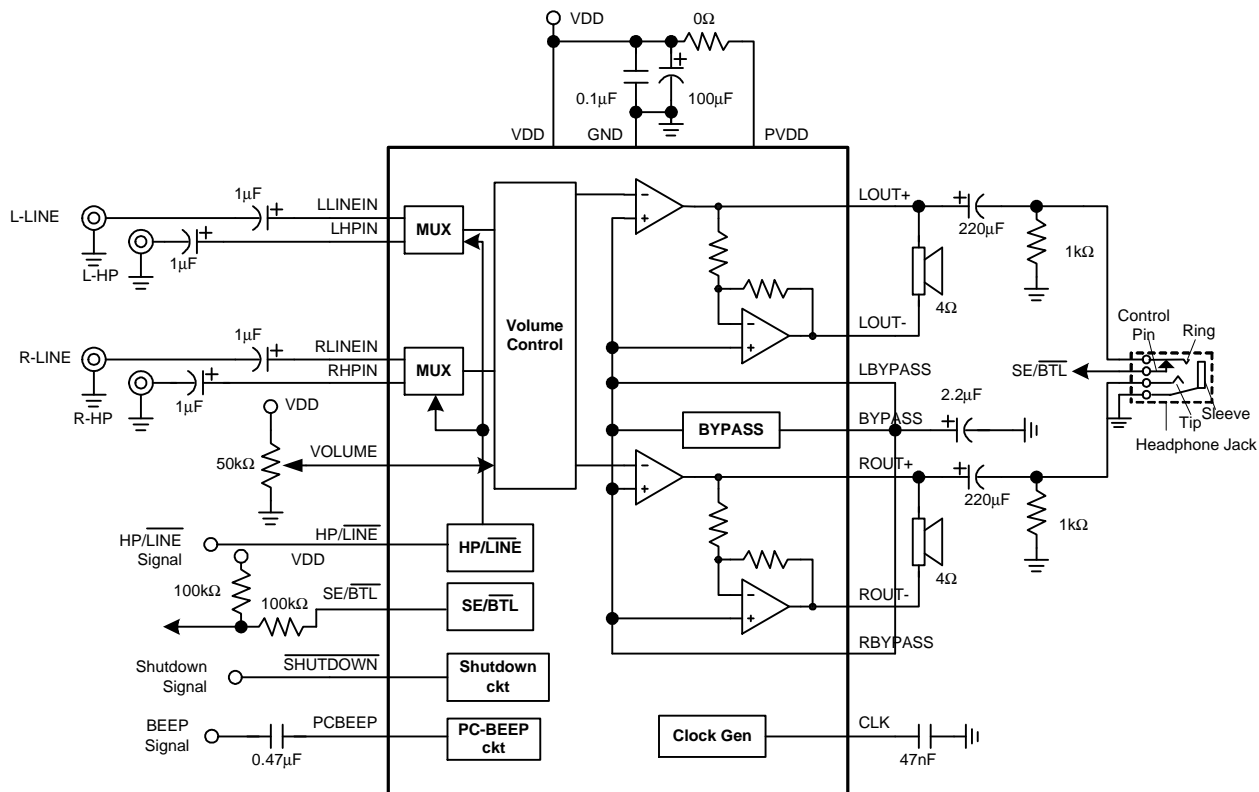 VDD
0Ω
0.1µF
100µF
VDD
GND
PVDD
L-LINE
1µF
LLINEIN
LHPIN
1µF
L-HP
MUX
R-LINE
1µF
RLINEIN
RHPIN
1µF
R-HP
MUX
VDD
50kΩ
VOLUME
Volume
Control
HP/LINE
Signal
HP/LINE
HP/LINE
VDD
100kΩ
100kΩ
SE/BTL
SE/BTL
Shutdown
Signal
SHUTDOWN
Shutdown
ckt
BEEP
Signal
0.47µF
PCBEEP
PC-BEEP
ckt
BYPASS
Clock Gen
LOUT+
220µF
1kΩ
4Ω
LOUT-
LBYPASS
BYPASS
2.2µF
ROUT+
220µF
1kΩ
4Ω
ROUT-
RBYPASS
CLK
47nF
Control
Pin
Ring
SE/BTL
Tip
Sleeve
Headphone Jack